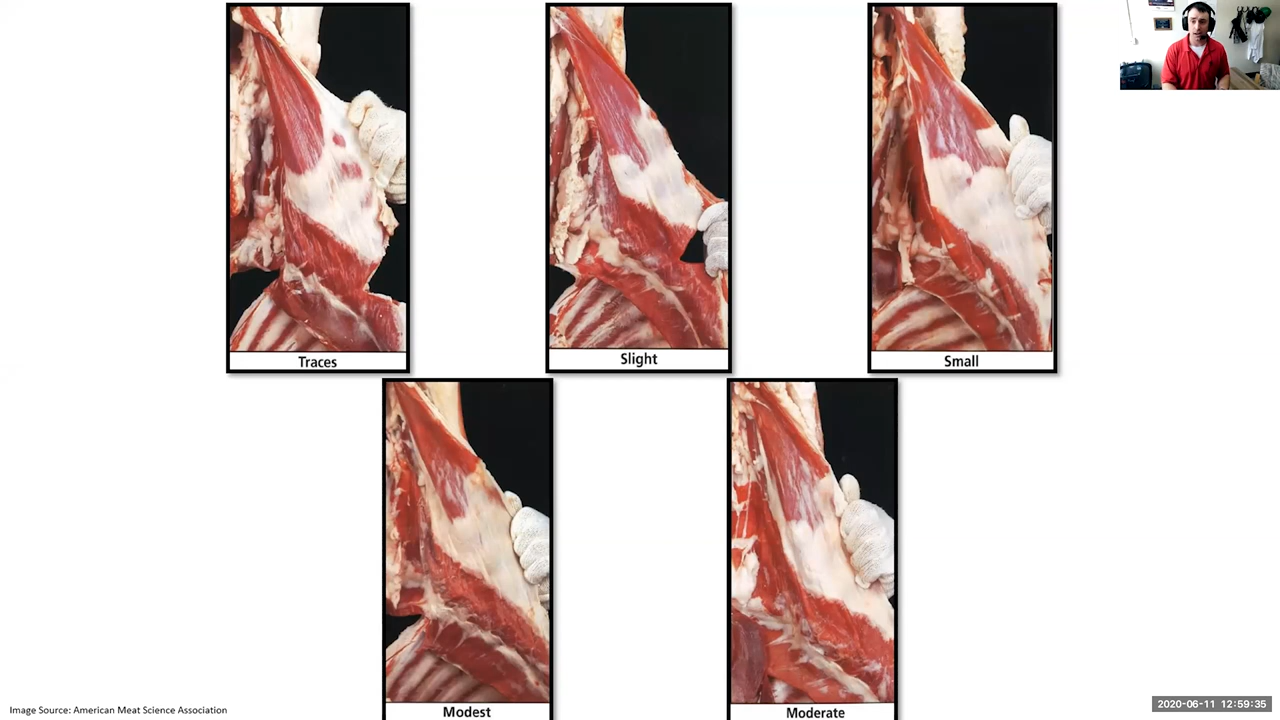 Traces
Slight
Small
Modest
Moderate
Image Source: American Meat Science Association
2020-06-11 12:59:35